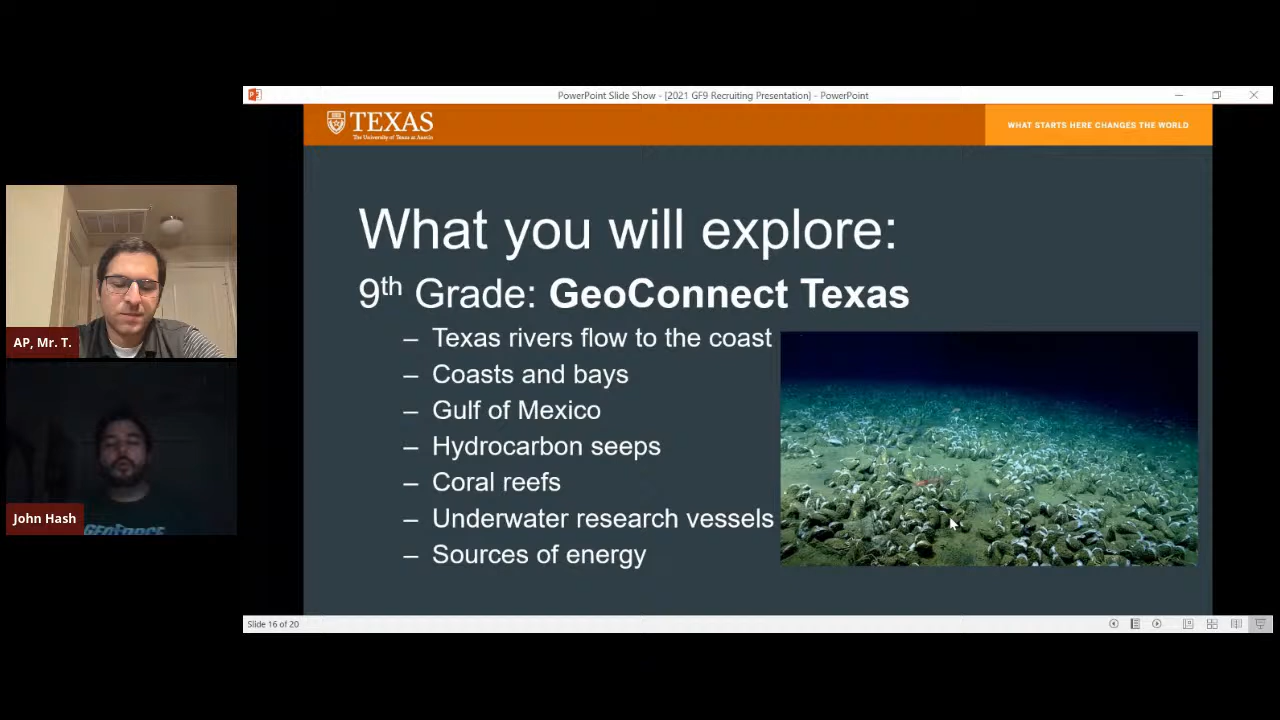 PowerPoint Slide Show - [2021 GF9 Recruiting Presentation] - PowerPoint
TEXAS
The University of Texas at Austin
WHAT STARTS HERE CHANGES THE WORLD
What you will explore:
9th Grade: GeoConnect Texas
– Texas rivers flow to the coast
– Coasts and bays
– Gulf of Mexico
– Hydrocarbon seeps
– Coral reefs
– Underwater research vessels
– Sources of energy
AP, Mr. T.
GEOFORCE
John Hash
Slide 16 of 20